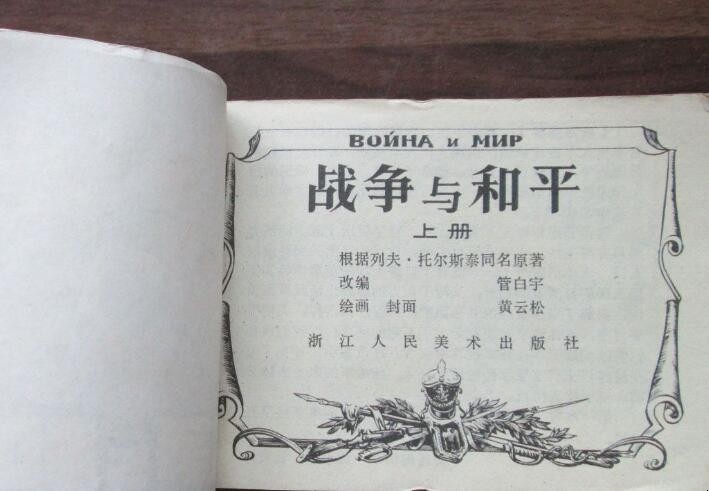 ВОЙНА и МИР
战争与和平
上册
根据列夫·托尔斯泰同名原著
改编 管白宇
绘画 封面 黄云松
浙江人民美术出版社